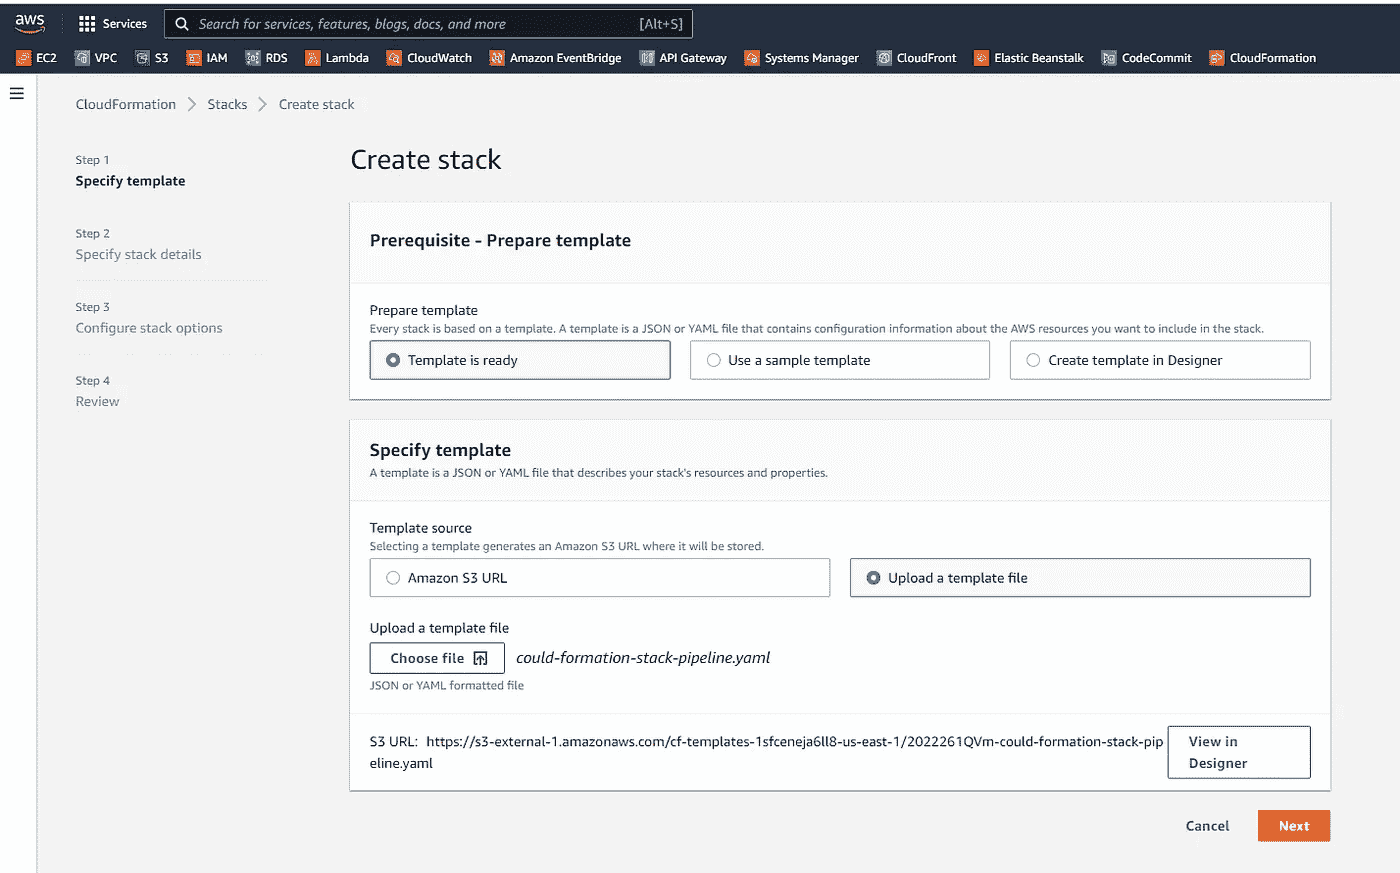 aws
Services
Search for services, features, blogs, docs, and more [Alt+S]
EC2 VPC S3 IAM RDS Lambda CloudWatch Amazon EventBridge API Gateway Systems Manager CloudFront Elastic Beanstalk CodeCommit CloudFormation
CloudFormation Stacks Create stack
Step 1
Specify template
Step 2
Specify stack details
Step 3
Configure stack options
Step 4
Review
Create stack
Prerequisite - Prepare template
Prepare template
Every stack is based on a template. A template is a JSON or YAML file that contains configuration information about the AWS resources you want to include in the stack.
Template is ready
Use a sample template
Create template in Designer
Specify template
A template is a JSON or YAML file that describes your stack's resources and properties.
Template source
Selecting a template generates an Amazon S3 URL where it will be stored.
Amazon S3 URL
Upload a template file
Upload a template file
Choose file could-formation-stack-pipeline.yaml
JSON or YAML formatted file
S3 URL: https://s3-external-1.amazonaws.com/cf-templates-1sfceneja6ll8-us-east-1/2022261QVm-could-formation-stack-pip
eline.yaml
View in
Designer
Cancel
Next